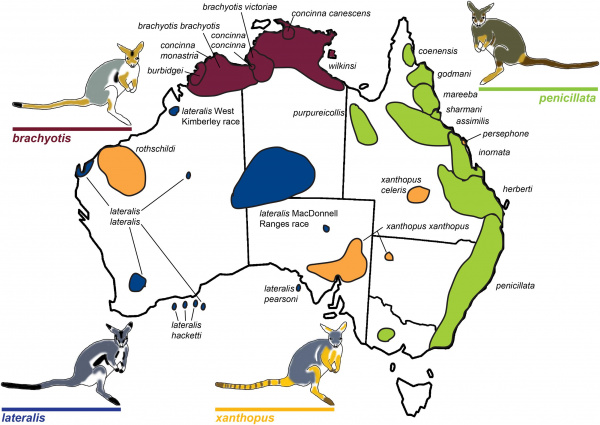 brachyotis victoriae
concinna canescens
brachyotis brachyotis
concinna
concinna
concinna
monastria
burbidgei
wilkinsi
coenensis
godmani
mareeba
sharmani
assimilis
penicillata
persephone
purpureicollis
inornata
brachyotis
lateralis West
Kimberley race
rothschildi
xanthopus
celeris
herberti
lateralis
lateralis
lateralis MacDonnell
Ranges race
xanthopus xanthopus
penicillata
lateralis
pearsoni
lateralis
hacketti
lateralis
xanthopus